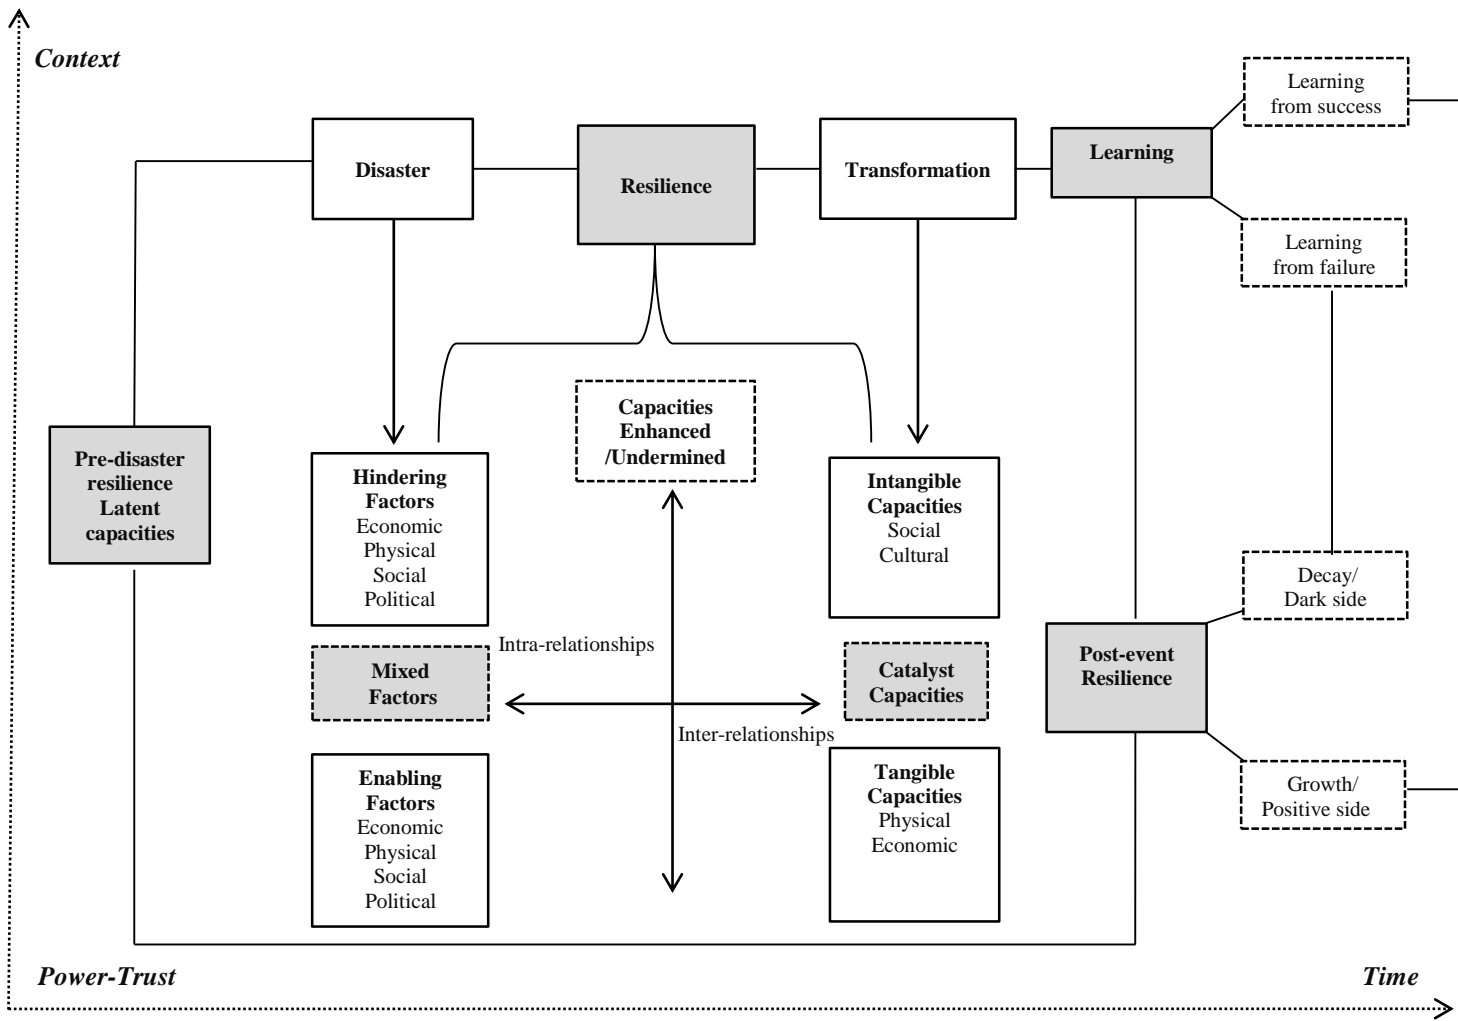 Context
Learning
from success
Disaster
Resilience
Transformation
Learning
Learning
from failure
Capacities
Enhanced
/Undermined
Pre-disaster
resilience
Latent
capacities
Hindering
Factors
Economic
Physical
Social
Political
Intangible
Capacities
Social
Cultural
Decay/
Dark side
Intra-relationships
Mixed
Factors
Catalyst
Capacities
Post-event
Resilience
Inter-relationships
Enabling
Factors
Economic
Physical
Social
Political
Tangible
Capacities
Physical
Economic
Growth/
Positive side
Power-Trust
Time